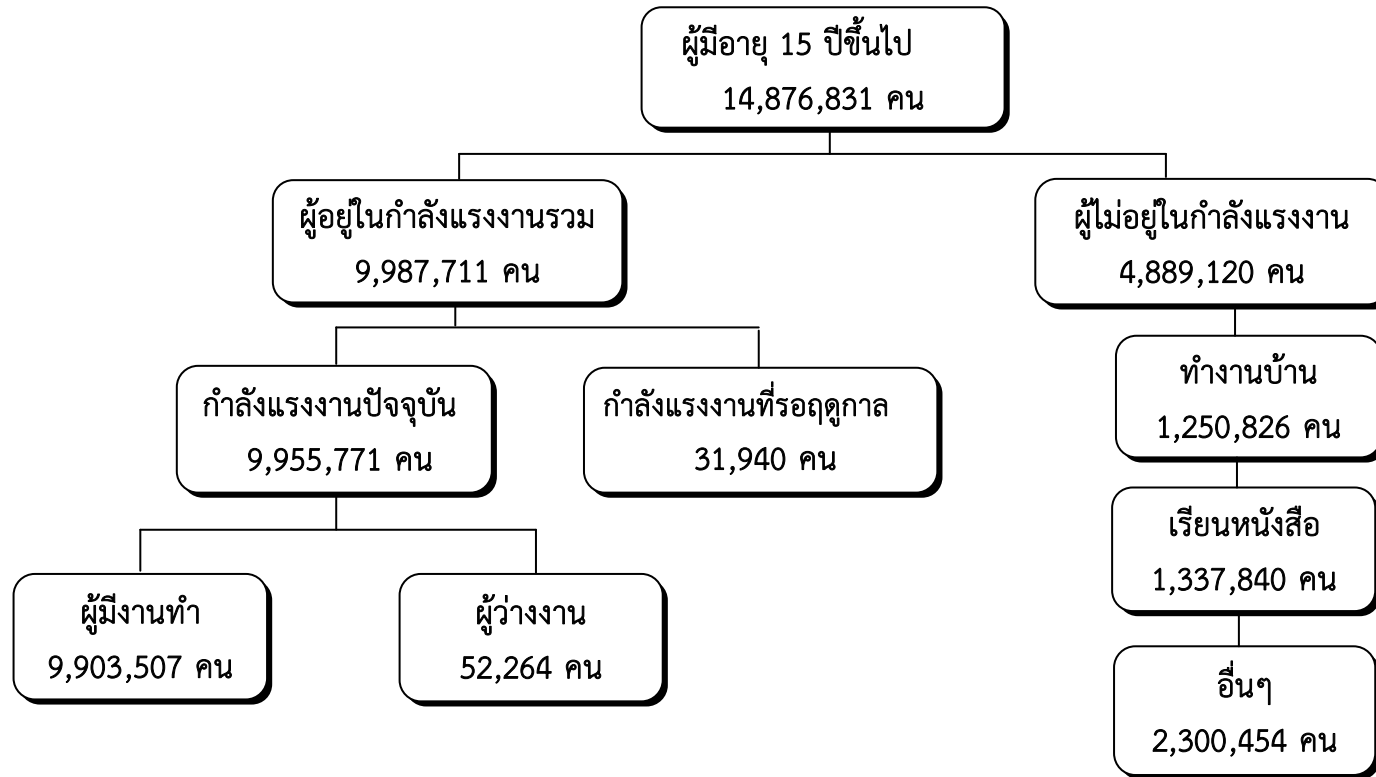 ผู้มีอายุ 15 ปีขึ้นไป
14,876,831 คน
ผู้อยู่ในกำลังแรงงานรวม
9,987,711 คน
ผู้ไม่อยู่ในกำลังแรงงาน
4,889,120 คน
กำลังแรงงานปัจจุบัน
9,955,771 คน
กำลังแรงงานที่รอฤดูกาล
31,940 คน
ทำงานบ้าน
1,250,826 คน
เรียนหนังสือ
1,337,840 คน
ผู้มีงานทำ
9,903,507 คน
ผู้ว่างงาน
52,264 คน
อื่นๆ
2,300,454 คน